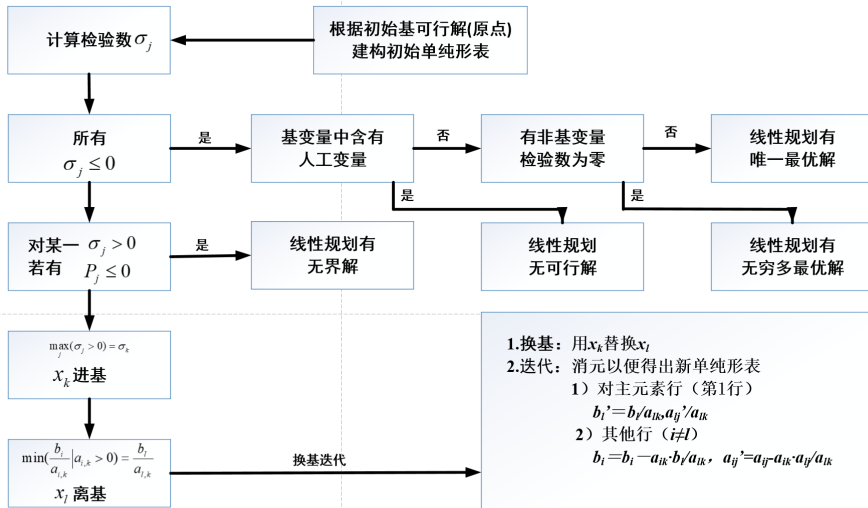 计算检验数σj
根据初始基可行解(原点)
建构初始单纯形表
所有
σj ≤ 0
是
基变量中含有
人工变量
否
有非基变量
检验数为零
否
线性规划有
唯一最优解
是
是
对某一 σj > 0
若有 Pj ≤ 0
是
线性规划有
无界解
线性规划
无可行解
线性规划有
无穷多最优解
max j (σj > 0) = σk
xk 进基
min(bi/ai,k | ai,k > 0) = bl/al,k
xl 离基
换基迭代
1.换基：用xk替换xl
2.迭代：消元以便得出新单纯形表
1）对主元素行（第l行）
bl’＝bl/alk,alj’/alk
2）其他行（i≠l）
bi＝bi－aik·bl/alk，aij’=aij-aik·alj/alk